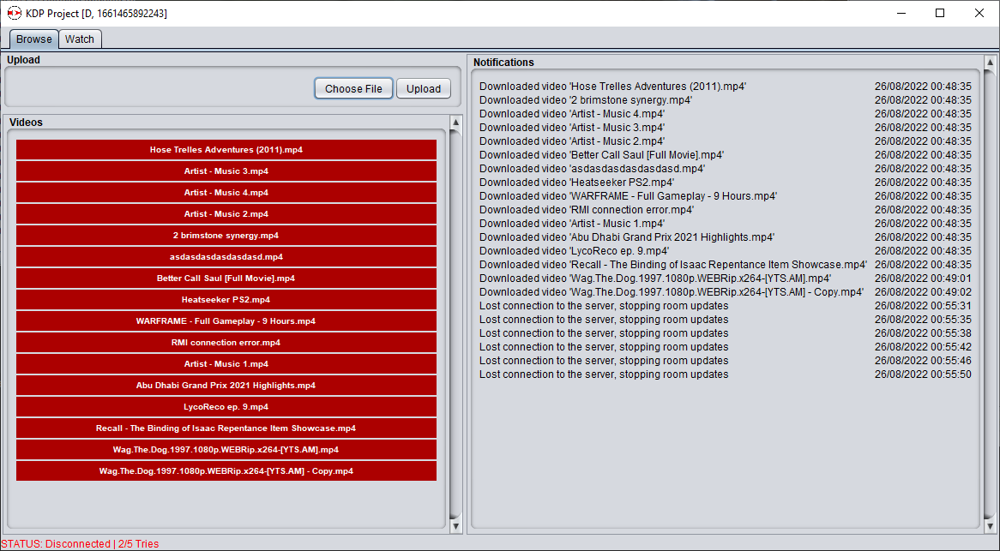 KDP Project [D, 1661465892243]
Browse Watch
Upload
Choose File Upload
Videos
Hose Trelles Adventures (2011).mp4
Artist - Music 3.mp4
Artist - Music 4.mp4
Artist - Music 2.mp4
2 brimstone synergy.mp4
asdasdasdasdasdasd.mp4
Better Call Saul [Full Movie].mp4
Heatseeker PS2.mp4
WARFRAME - Full Gameplay - 9 Hours.mp4
RMI connection error.mp4
Artist - Music 1.mp4
Abu Dhabi Grand Prix 2021 Highlights.mp4
LycoReco ep. 9.mp4
Recall - The Binding of Isaac Repentance Item Showcase.mp4
Wag.The.Dog.1997.1080p.WEBRip.x264-[YTS.AM].mp4
Wag.The.Dog.1997.1080p.WEBRip.x264-[YTS.AM] - Copy.mp4
Notifications
Downloaded video 'Hose Trelles Adventures (2011).mp4' 26/08/2022 00:48:35
Downloaded video '2 brimstone synergy.mp4' 26/08/2022 00:48:35
Downloaded video 'Artist - Music 4.mp4' 26/08/2022 00:48:35
Downloaded video 'Artist - Music 3.mp4' 26/08/2022 00:48:35
Downloaded video 'Artist - Music 2.mp4' 26/08/2022 00:48:35
Downloaded video 'Better Call Saul [Full Movie].mp4' 26/08/2022 00:48:35
Downloaded video 'asdasdasdasdasdasd.mp4' 26/08/2022 00:48:35
Downloaded video 'Heatseeker PS2.mp4' 26/08/2022 00:48:35
Downloaded video 'WARFRAME - Full Gameplay - 9 Hours.mp4' 26/08/2022 00:48:35
Downloaded video 'RMI connection error.mp4' 26/08/2022 00:48:35
Downloaded video 'Artist - Music 1.mp4' 26/08/2022 00:48:35
Downloaded video 'Abu Dhabi Grand Prix 2021 Highlights.mp4' 26/08/2022 00:48:35
Downloaded video 'LycoReco ep. 9.mp4' 26/08/2022 00:48:35
Downloaded video 'Recall - The Binding of Isaac Repentance Item Showcase.mp4' 26/08/2022 00:48:35
Downloaded video 'Wag.The.Dog.1997.1080p.WEBRip.x264-[YTS.AM].mp4' 26/08/2022 00:49:01
Downloaded video 'Wag.The.Dog.1997.1080p.WEBRip.x264-[YTS.AM] - Copy.mp4' 26/08/2022 00:49:02
Lost connection to the server, stopping room updates 26/08/2022 00:55:31
Lost connection to the server, stopping room updates 26/08/2022 00:55:35
Lost connection to the server, stopping room updates 26/08/2022 00:55:38
Lost connection to the server, stopping room updates 26/08/2022 00:55:42
Lost connection to the server, stopping room updates 26/08/2022 00:55:46
Lost connection to the server, stopping room updates 26/08/2022 00:55:50
STATUS: Disconnected | 2/5 Tries